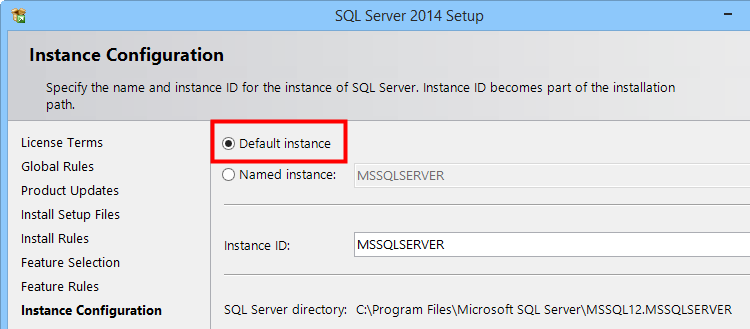 SQL Server 2014 Setup
Instance Configuration
Specify the name and instance ID for the instance of SQL Server. Instance ID becomes part of the installation
path.
License Terms
Global Rules
Product Updates
Install Setup Files
Install Rules
Feature Selection
Feature Rules
Instance Configuration
Default instance
Named instance: MSSQLSERVER
Instance ID: MSSQLSERVER
SQL Server directory: C:\Program Files\Microsoft SQL Server\MSSQL12.MSSQLSERVER